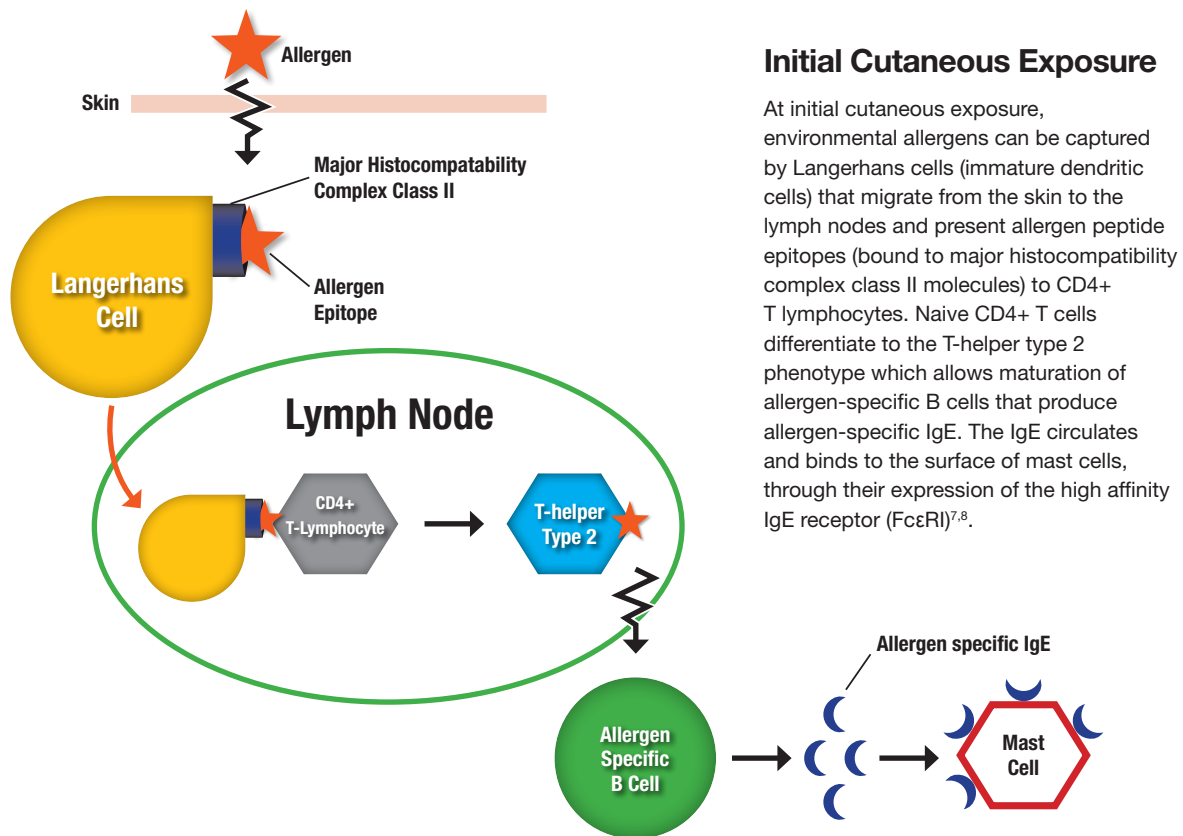 Allergen
Skin
Major Histocompatability
Complex Class II
Langerhans
Cell
Allergen
Epitope
Lymph Node
CD4+
T-Lymphocyte
T-helper
Type 2
Allergen specific IgE
Allergen
Specific
B Cell
Mast
Cell
Initial Cutaneous Exposure
At initial cutaneous exposure,
environmental allergens can be captured
by Langerhans cells (immature dendritic
cells) that migrate from the skin to the
lymph nodes and present allergen peptide
epitopes (bound to major histocompatibility
complex class II molecules) to CD4+
T lymphocytes. Naive CD4+ T cells
differentiate to the T-helper type 2
phenotype which allows maturation of
allergen-specific B cells that produce
allergen-specific IgE. The IgE circulates
and binds to the surface of mast cells,
through their expression of the high affinity
IgE receptor (FcεRI)⁷,⁸.